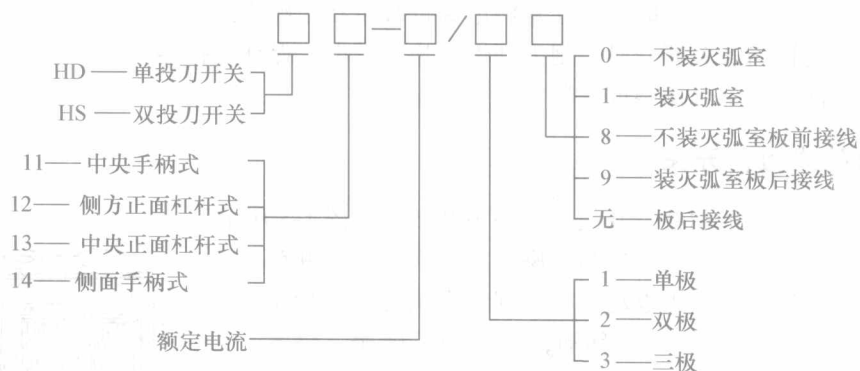 □ □—□/□ □
HD——单投刀开关
HS——双投刀开关
11——中央手柄式
12——侧方正面杠杆式
13——中央正面杠杆式
14——侧面手柄式
额定电流
0——不装灭弧室
1——装灭弧室
8——不装灭弧室板前接线
9——装灭弧室板后接线
无——板后接线
1——单极
2——双极
3——三极